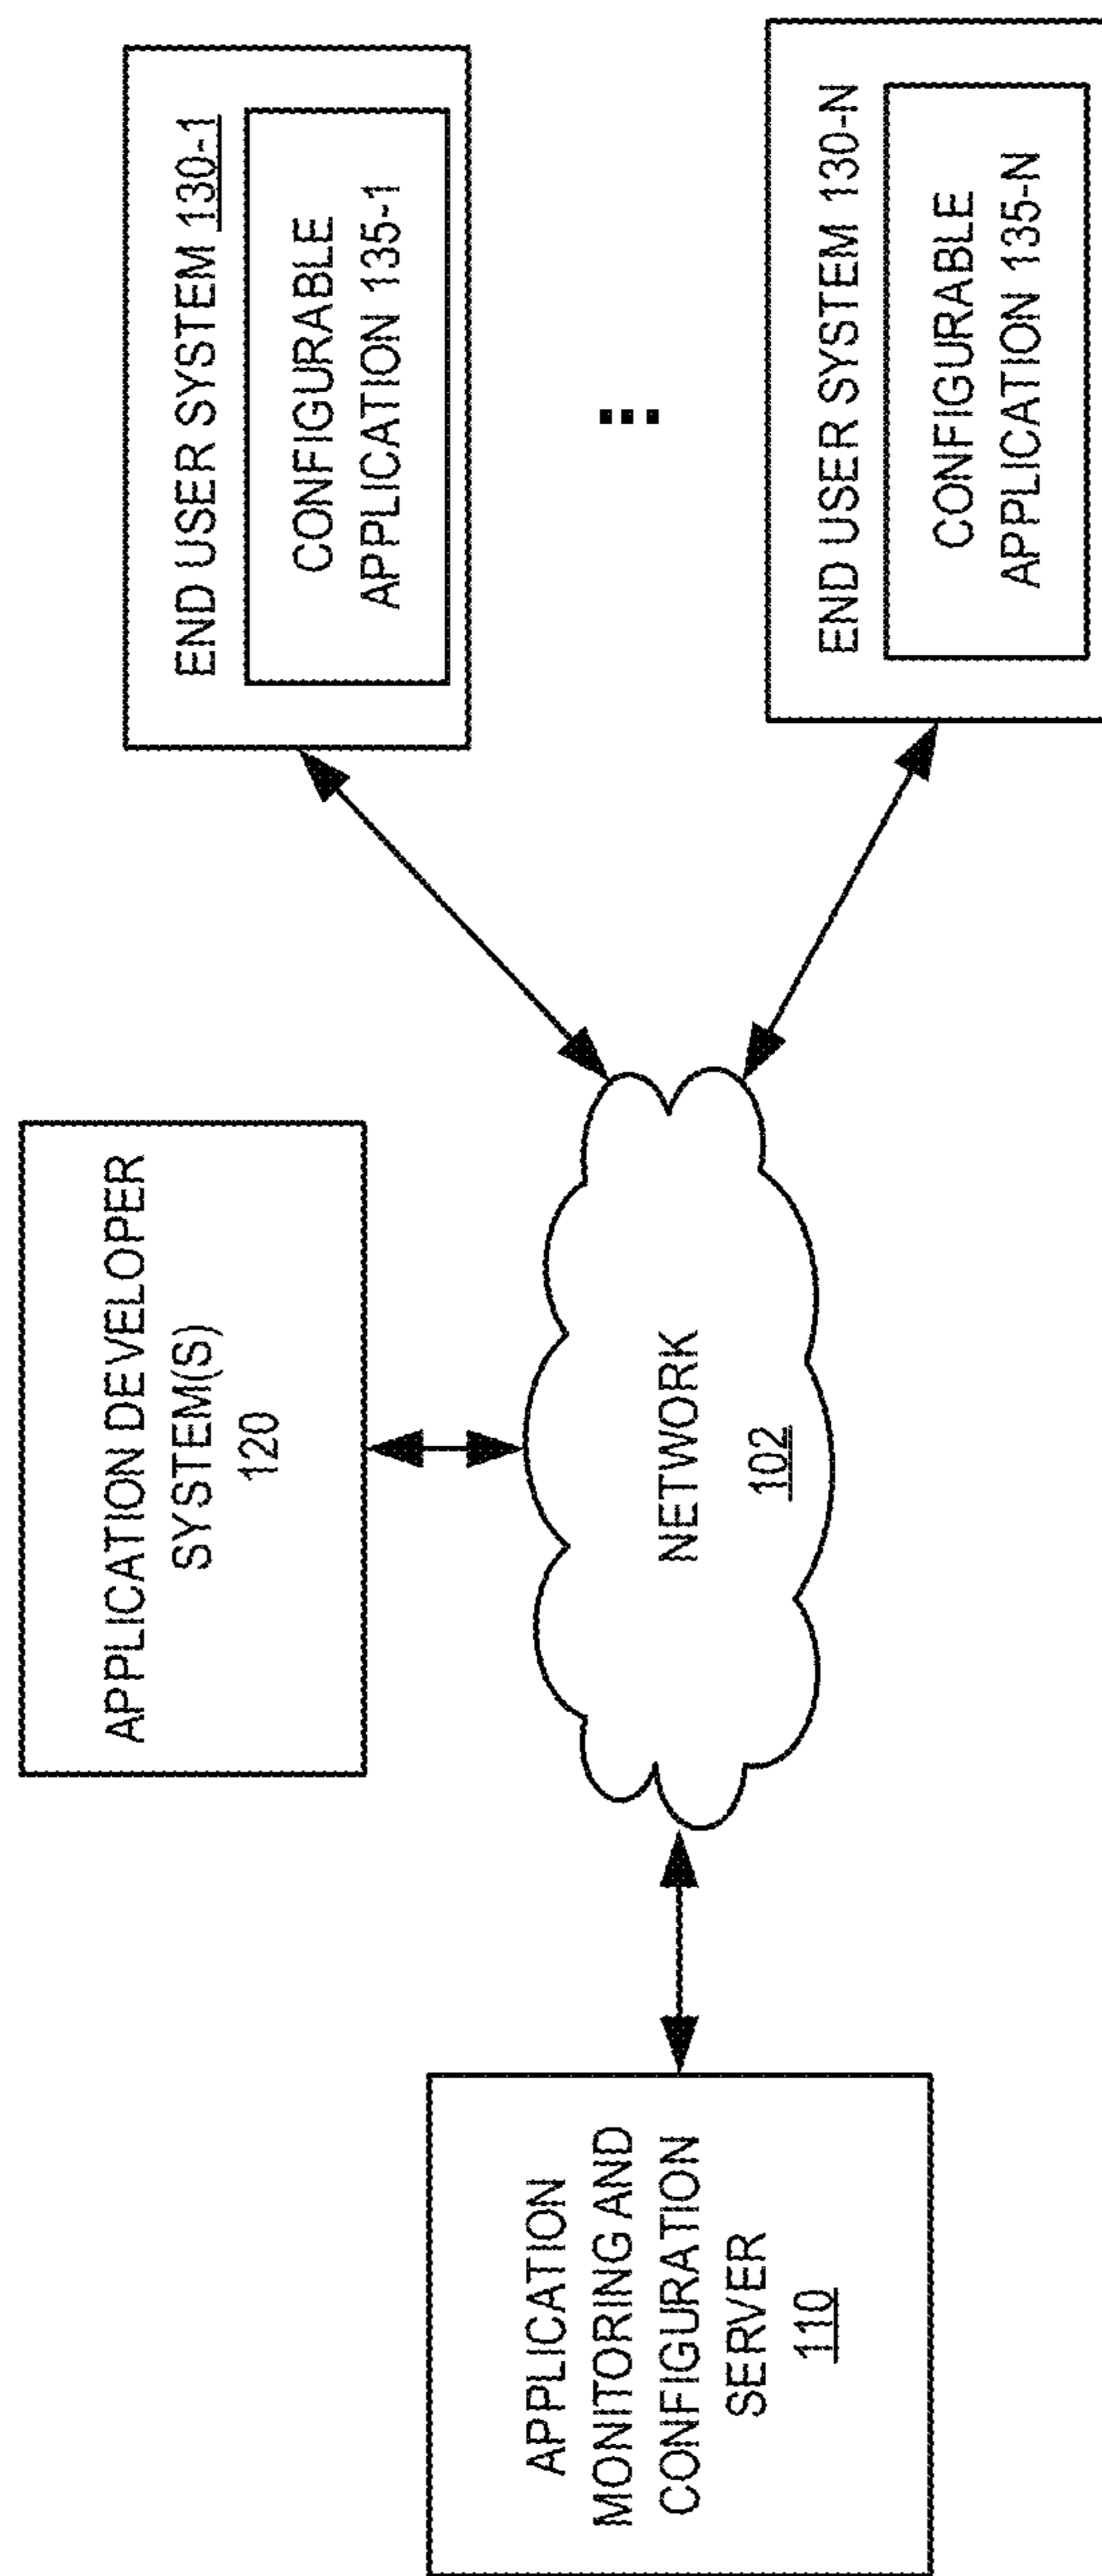 APPLICATION DEVELOPER
SYSTEM(S)
120
END USER SYSTEM 130-1
CONFIGURABLE
APPLICATION 135-1
...
APPLICATION
MONITORING AND
CONFIGURATION
SERVER
110
NETWORK
102
END USER SYSTEM 130-N
CONFIGURABLE
APPLICATION 135-N